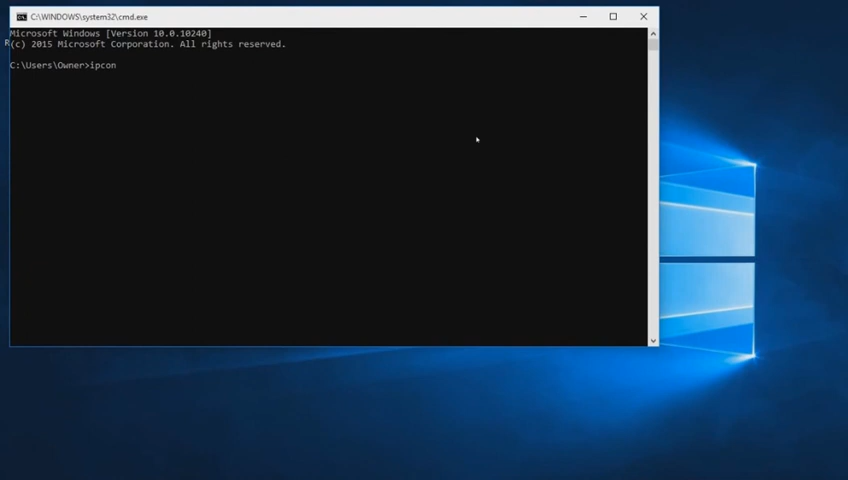 C:\WINDOWS\system32\cmd.exe
Microsoft Windows [Version 10.0.10240]
R(c) 2015 Microsoft Corporation. All rights reserved.
C:\Users\Owner>ipcon